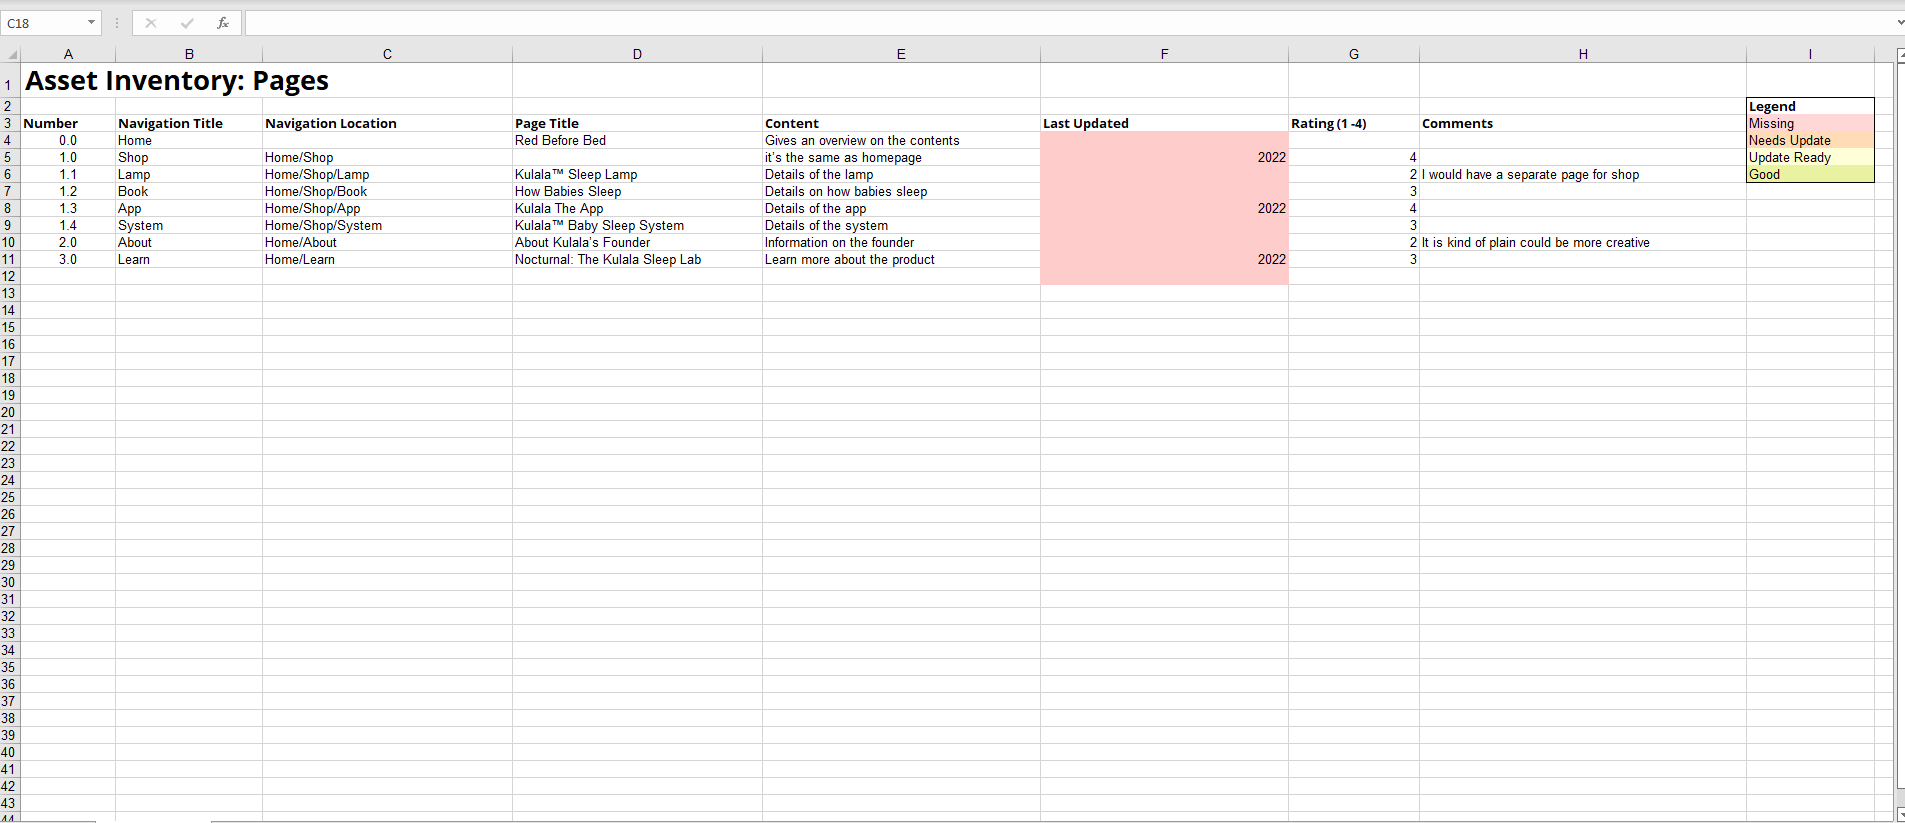 C18 fx
A B C D E F G H I
1 Asset Inventory: Pages
2 Legend
3 Number Navigation Title Navigation Location Page Title Content Last Updated Rating (1 -4) Comments Missing
4 0.0 Home Red Before Bed Gives an overview on the contents Needs Update
5 1.0 Shop Home/Shop it's the same as homepage 2022 4 Update Ready
6 1.1 Lamp Home/Shop/Lamp Kulala™ Sleep Lamp Details of the lamp 2 I would have a separate page for shop Good
7 1.2 Book Home/Shop/Book How Babies Sleep Details on how babies sleep 3
8 1.3 App Home/Shop/App Kulala The App Details of the app 2022 4
9 1.4 System Home/Shop/System Kulala™ Baby Sleep System Details of the system 3
10 2.0 About Home/About About Kulala's Founder Information on the founder 2 It is kind of plain could be more creative
11 3.0 Learn Home/Learn Nocturnal: The Kulala Sleep Lab Learn more about the product 2022 3
12
13
14
15
16
17
18
19
20
21
22
23
24
25
26
27
28
29
30
31
32
33
34
35
36
37
38
39
40
41
42
43
44